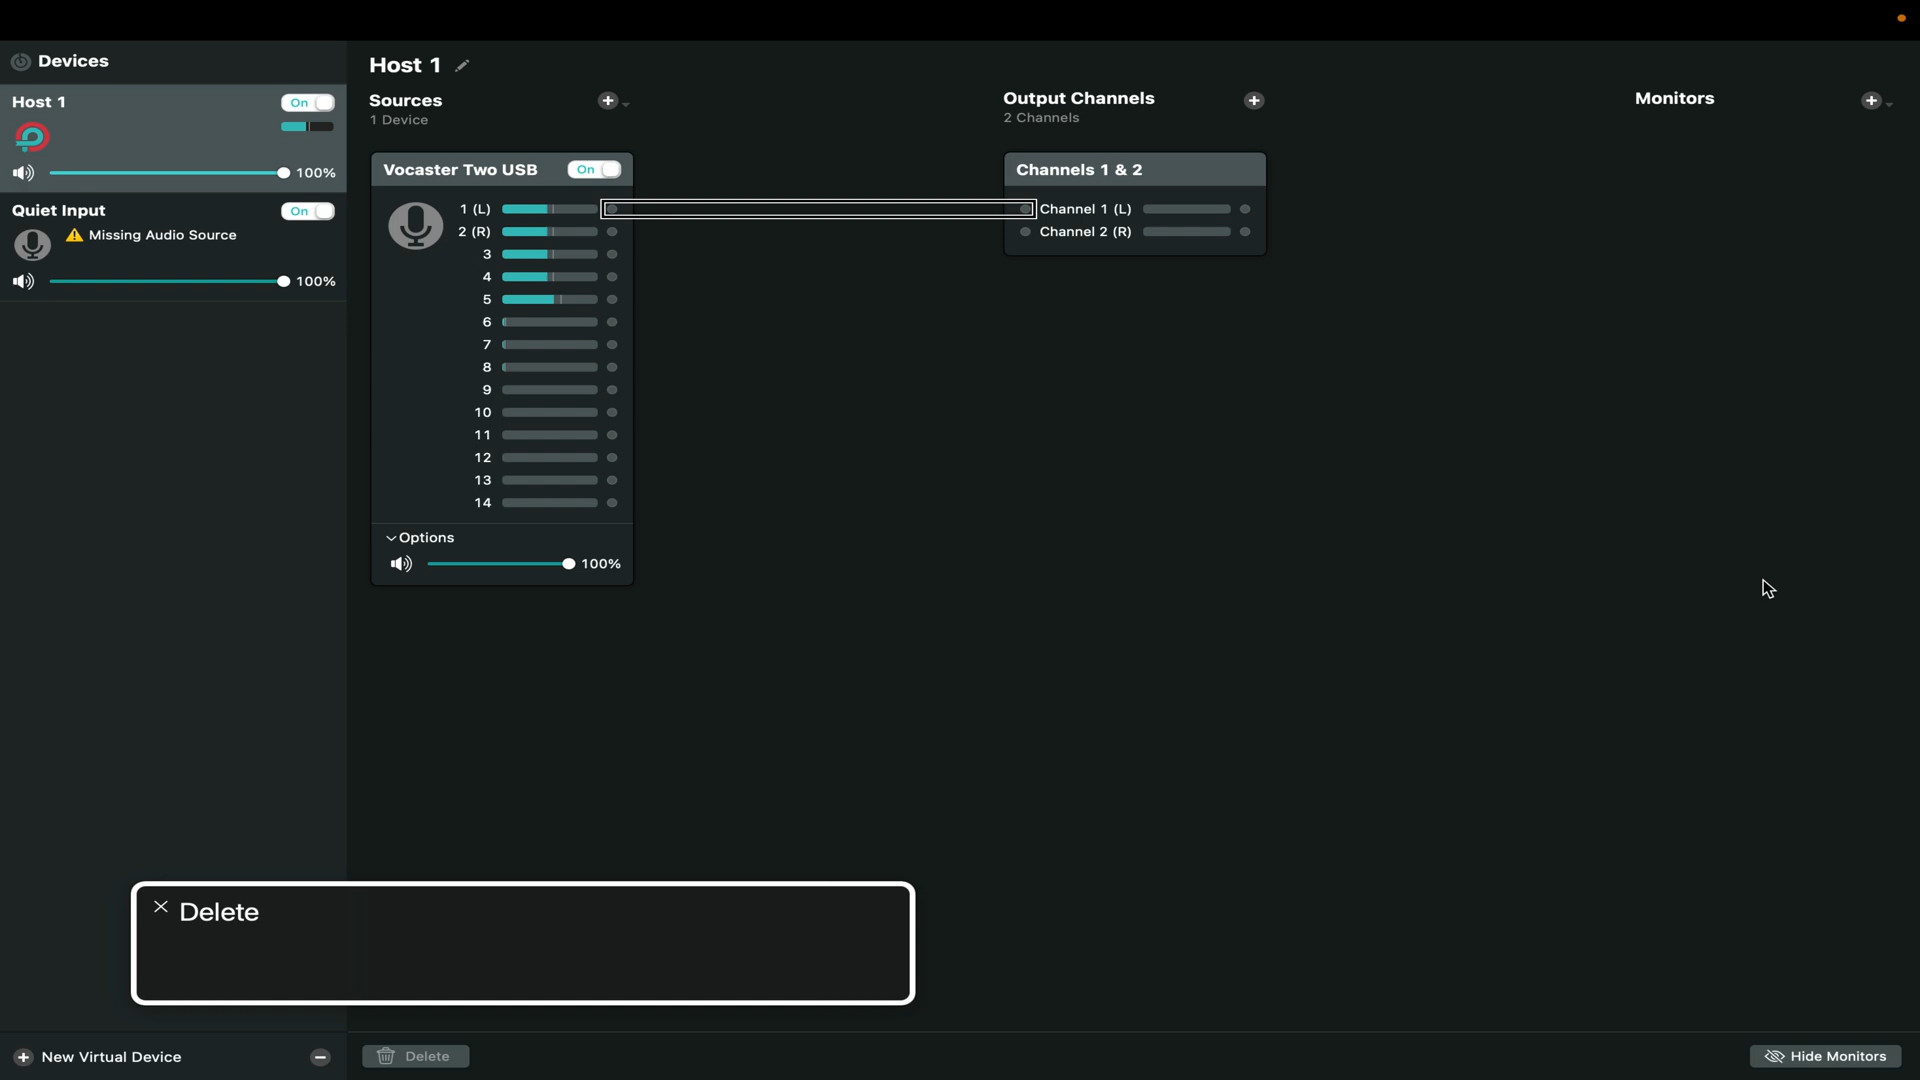 Devices
Host 1
On
100%
Quiet Input
On
Missing Audio Source
100%
New Virtual Device
Host 1
Sources
1 Device
Vocaster Two USB
On
1 (L)
2 (R)
3
4
5
6
7
8
9
10
11
12
13
14
Options
100%
Output Channels
2 Channels
Channels 1 & 2
Channel 1 (L)
Channel 2 (R)
Monitors
Delete
Delete
Hide Monitors